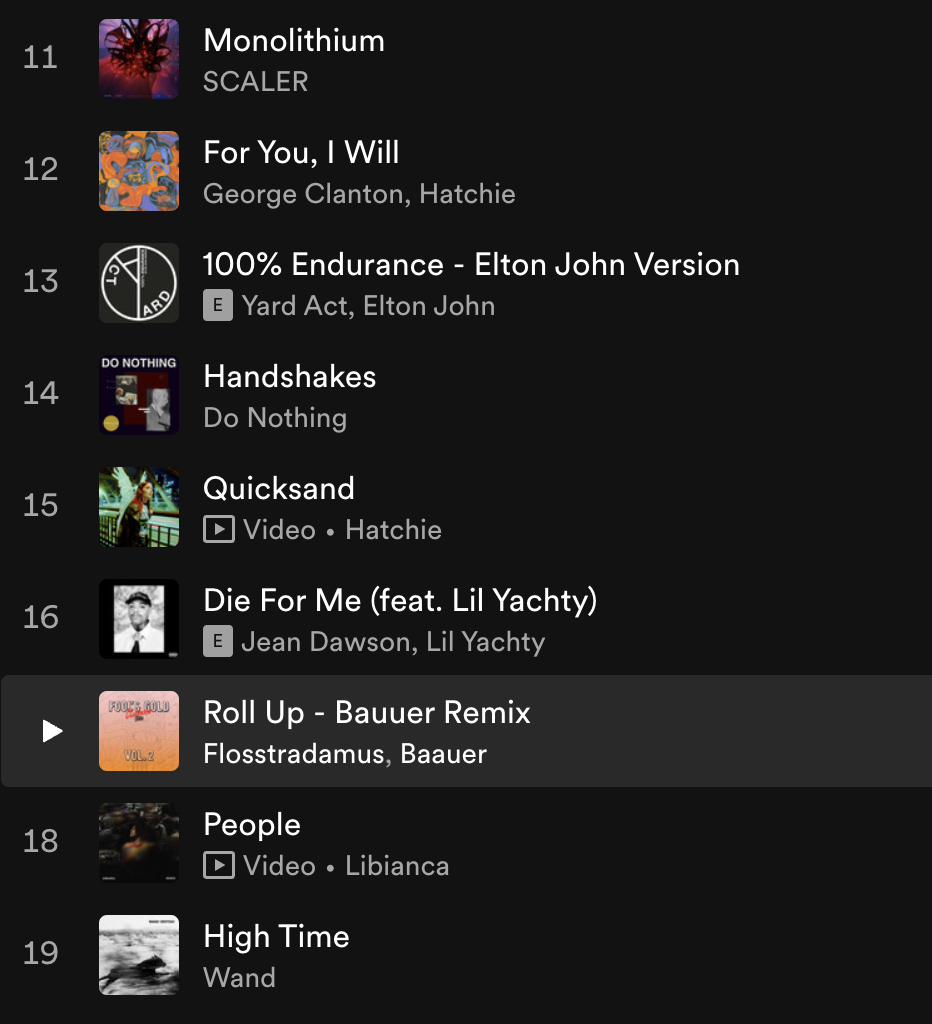 11
Monolithium
SCALER
12
For You, I Will
George Clanton, Hatchie
13
100% Endurance - Elton John Version
E Yard Act, Elton John
YARD
ACT
14
DO NOTHING
Handshakes
Do Nothing
15
Quicksand
Video • Hatchie
16
Die For Me (feat. Lil Yachty)
E Jean Dawson, Lil Yachty
FOOL'S GOLD
VOL. 2
Roll Up - Bauuer Remix
Flosstradamus, Baauer
18
People
Video • Libianca
19
High Time
Wand